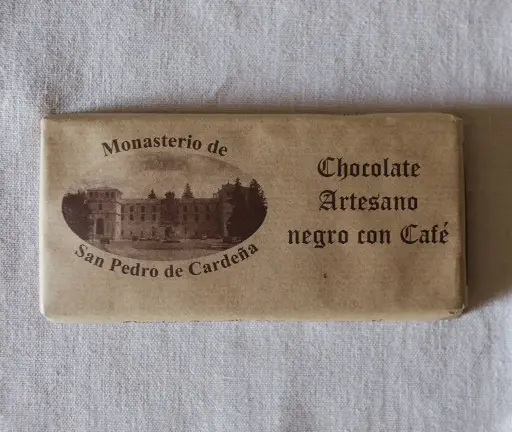 Monasterio de
San Pedro de Cardeña
Chocolate
Artesano
negro con Café